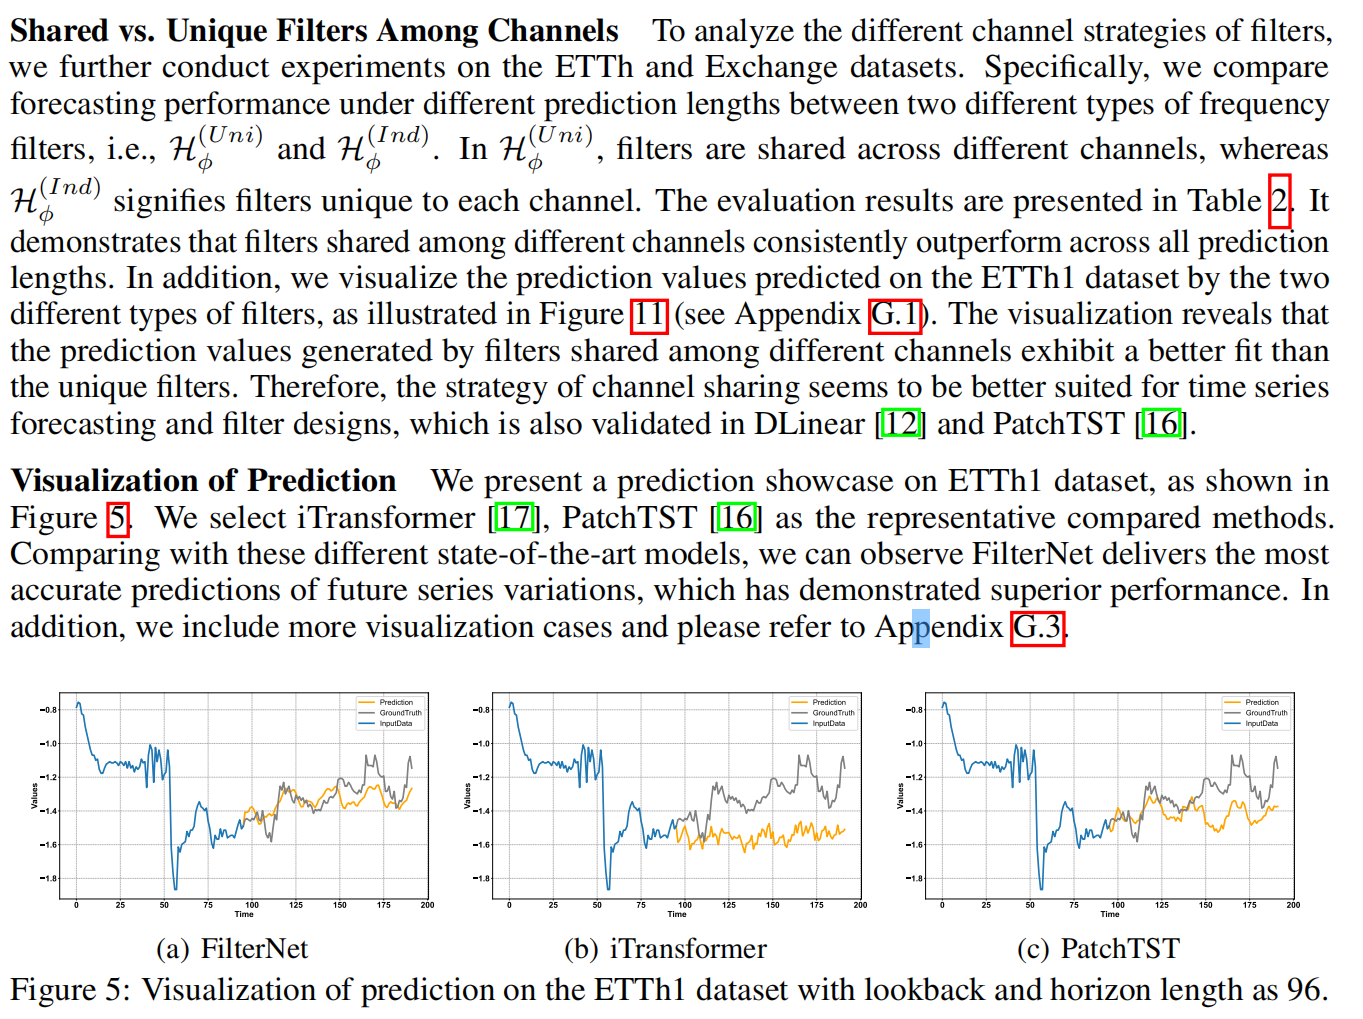 Shared vs. Unique Filters Among Channels To analyze the different channel strategies of filters,
we further conduct experiments on the ETTh and Exchange datasets. Specifically, we compare
forecasting performance under different prediction lengths between two different types of frequency
filters, i.e., $\mathcal{H}_{\phi}^{(Uni)}$ and $\mathcal{H}_{\phi}^{(Ind)}$. In $\mathcal{H}_{\phi}^{(Uni)}$, filters are shared across different channels, whereas
$\mathcal{H}_{\phi}^{(Ind)}$ signifies filters unique to each channel. The evaluation results are presented in Table 2. It
demonstrates that filters shared among different channels consistently outperform across all prediction
lengths. In addition, we visualize the prediction values predicted on the ETTh1 dataset by the two
different types of filters, as illustrated in Figure 11 (see Appendix G.1). The visualization reveals that
the prediction values generated by filters shared among different channels exhibit a better fit than
the unique filters. Therefore, the strategy of channel sharing seems to be better suited for time series
forecasting and filter designs, which is also validated in DLinear [12] and PatchTST [16].
Visualization of Prediction We present a prediction showcase on ETTh1 dataset, as shown in
Figure 5. We select iTransformer [17], PatchTST [16] as the representative compared methods.
Comparing with these different state-of-the-art models, we can observe FilterNet delivers the most
accurate predictions of future series variations, which has demonstrated superior performance. In
addition, we include more visualization cases and please refer to Appendix G.3.
Prediction
GroundTruth
InputData
Values
−0.8
−1.0
−1.2
−1.4
−1.6
−1.8
0 25 50 75 100 125 150 175 200
Time
(a) FilterNet
Prediction
GroundTruth
InputData
Values
−0.8
−1.0
−1.2
−1.4
−1.6
−1.8
0 25 50 75 100 125 150 175 200
Time
(b) iTransformer
Prediction
GroundTruth
InputData
Values
−0.8
−1.0
−1.2
−1.4
−1.6
−1.8
0 25 50 75 100 125 150 175 200
Time
(c) PatchTST
Figure 5: Visualization of prediction on the ETTh1 dataset with lookback and horizon length as 96.